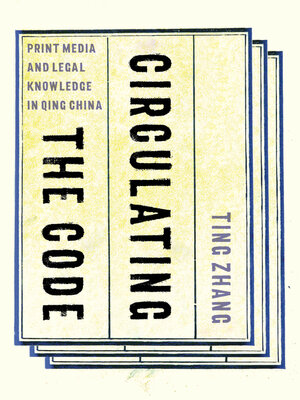 PRINT MEDIA
AND LEGAL
KNOWLEDGE
IN QING CHINA
CIRCULATING
THE CODE
TING ZHANG